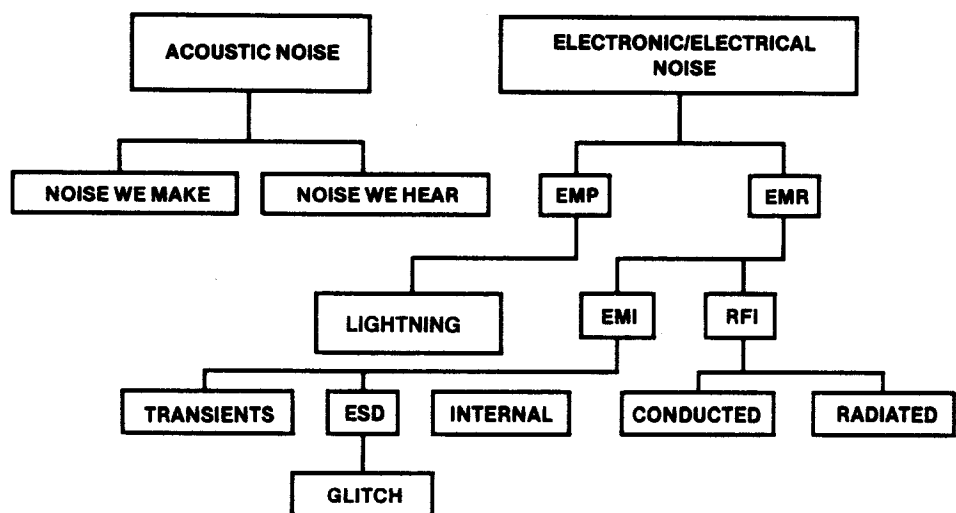 ACOUSTIC NOISE
ELECTRONIC/ELECTRICAL
NOISE
NOISE WE MAKE
NOISE WE HEAR
EMP
EMR
LIGHTNING
EMI
RFI
TRANSIENTS
ESD
INTERNAL
CONDUCTED
RADIATED
GLITCH